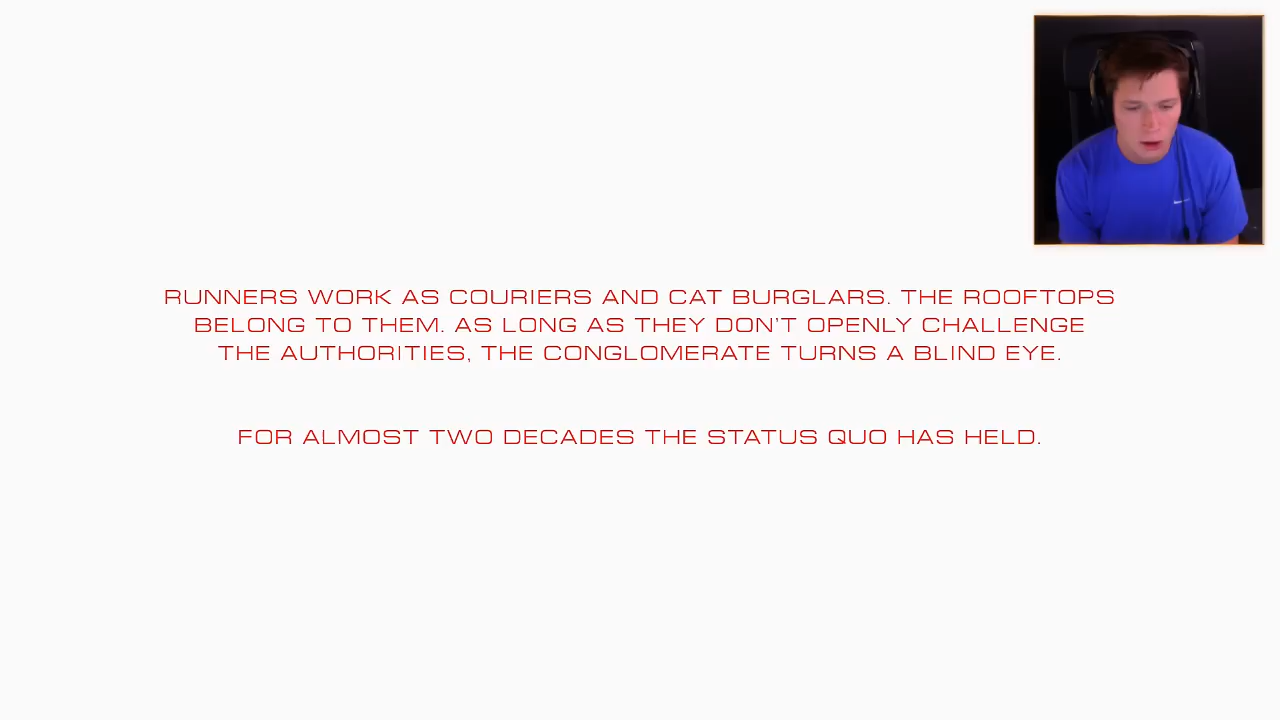 RUNNERS WORK AS COURIERS AND CAT BURGLARS. THE ROOFTOPS
BELONG TO THEM. AS LONG AS THEY DON'T OPENLY CHALLENGE
THE AUTHORITIES, THE CONGLOMERATE TURNS A BLIND EYE.
FOR ALMOST TWO DECADES THE STATUS QUO HAS HELD.